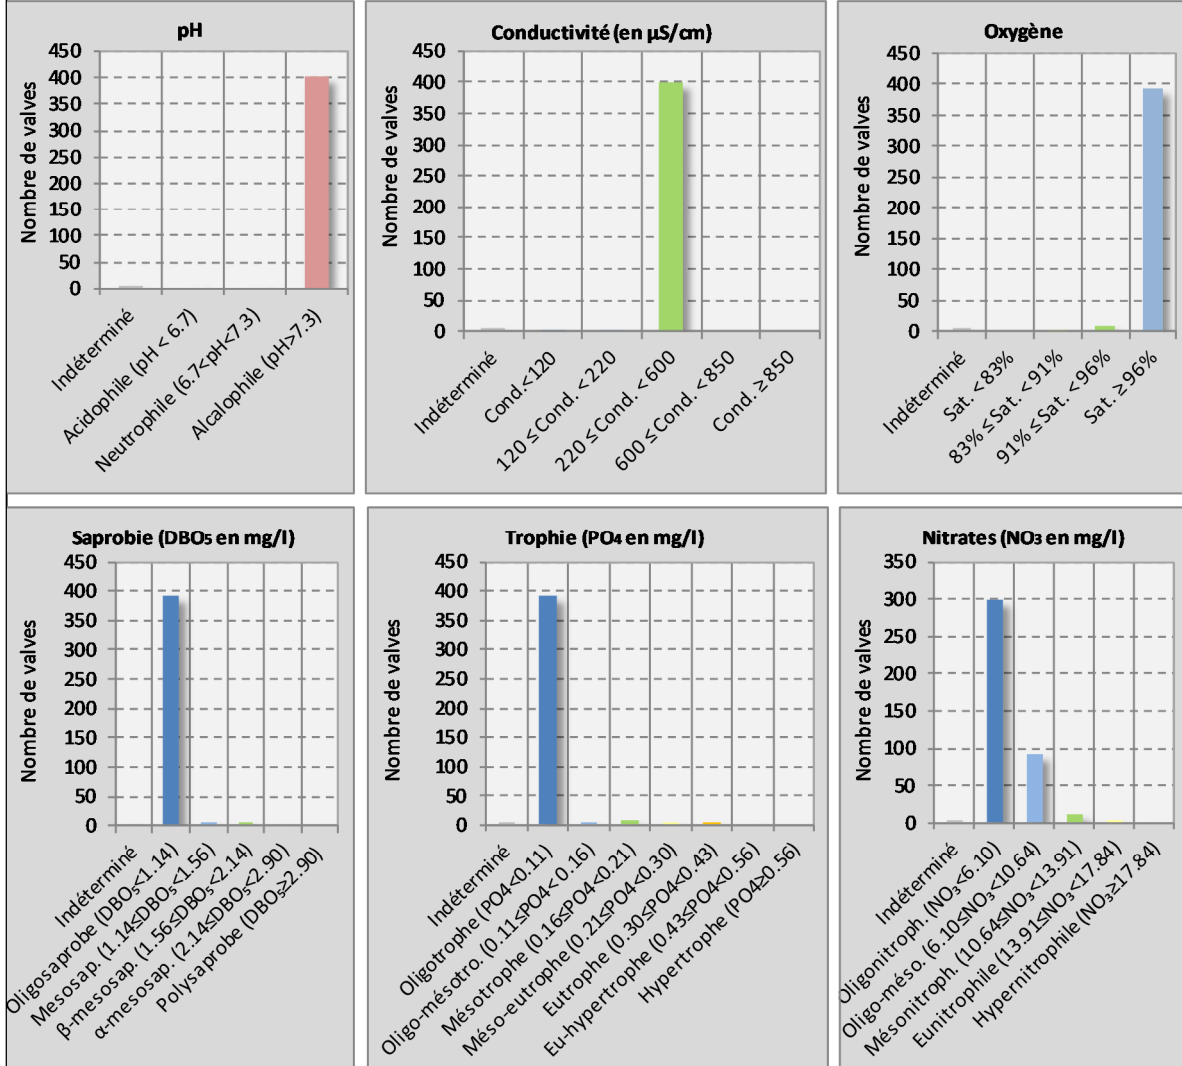 pH
Nombre de valves
450
400
350
300
250
200
150
100
50
0
Indéterminé
Acidophile (pH < 6.7)
Neutrophile (6.7<pH<7.3)
Alcalophile (pH>7.3)
Conductivité (en µS/cm)
Nombre de valves
450
400
350
300
250
200
150
100
50
0
Indéterminé
Cond.<120
120 ≤ Cond. < 220
220 ≤ Cond. < 600
600 ≤ Cond. < 850
Cond. ≥ 850
Oxygène
Nombre de valves
450
400
350
300
250
200
150
100
50
0
Indéterminé
Sat. < 83%
83% ≤ Sat. < 91%
91% ≤ Sat. < 96%
Sat. ≥ 96%
Saprobie (DBO₅ en mg/l)
Nombre de valves
450
400
350
300
250
200
150
100
50
0
Indéterminé
Oligosaprobe (DBO₅<1.14)
Mesosap. (1.14≤DBO₅<1.56)
β-mesosap. (1.56≤DBO₅<2.14)
α-mesosap. (2.14≤DBO₅<2.90)
Polysaprobe (DBO₅≥2.90)
Trophie (PO₄ en mg/l)
Nombre de valves
450
400
350
300
250
200
150
100
50
0
Indéterminé
Oligotrophe (PO4<0.11)
Oligo-mésotro. (0.11≤PO4< 0.16)
Mésotrophe (0.16≤PO4<0.21)
Méso-eutrophe (0.21≤PO4<0.30)
Eutrophe (0.30≤PO4<0.43)
Eu-hypertrophe (0.43≤PO4<0.56)
Hypertrophe (PO4≥0.56)
Nitrates (NO₃ en mg/l)
Nombre de valves
350
300
250
200
150
100
50
0
Indéterminé
Oligonitroph. (NO₃<6.10)
Oligo-méso. (6.10≤NO₃<10.64)
Mésonitroph. (10.64≤NO₃<13.91)
Eunitrophile (13.91≤NO₃<17.84)
Hypernitrophile (NO₃≥17.84)